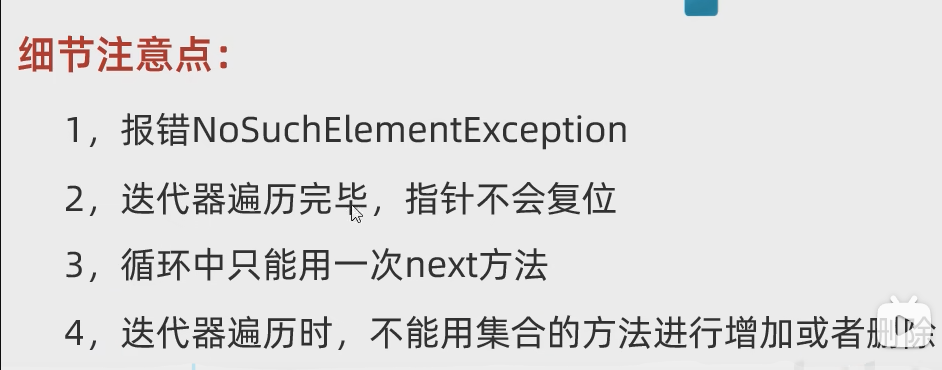 细节注意点：
1，报错NoSuchElementException
2，迭代器遍历完毕，指针不会复位
3，循环中只能用一次next方法
4，迭代器遍历时，不能用集合的方法进行增加或者删除